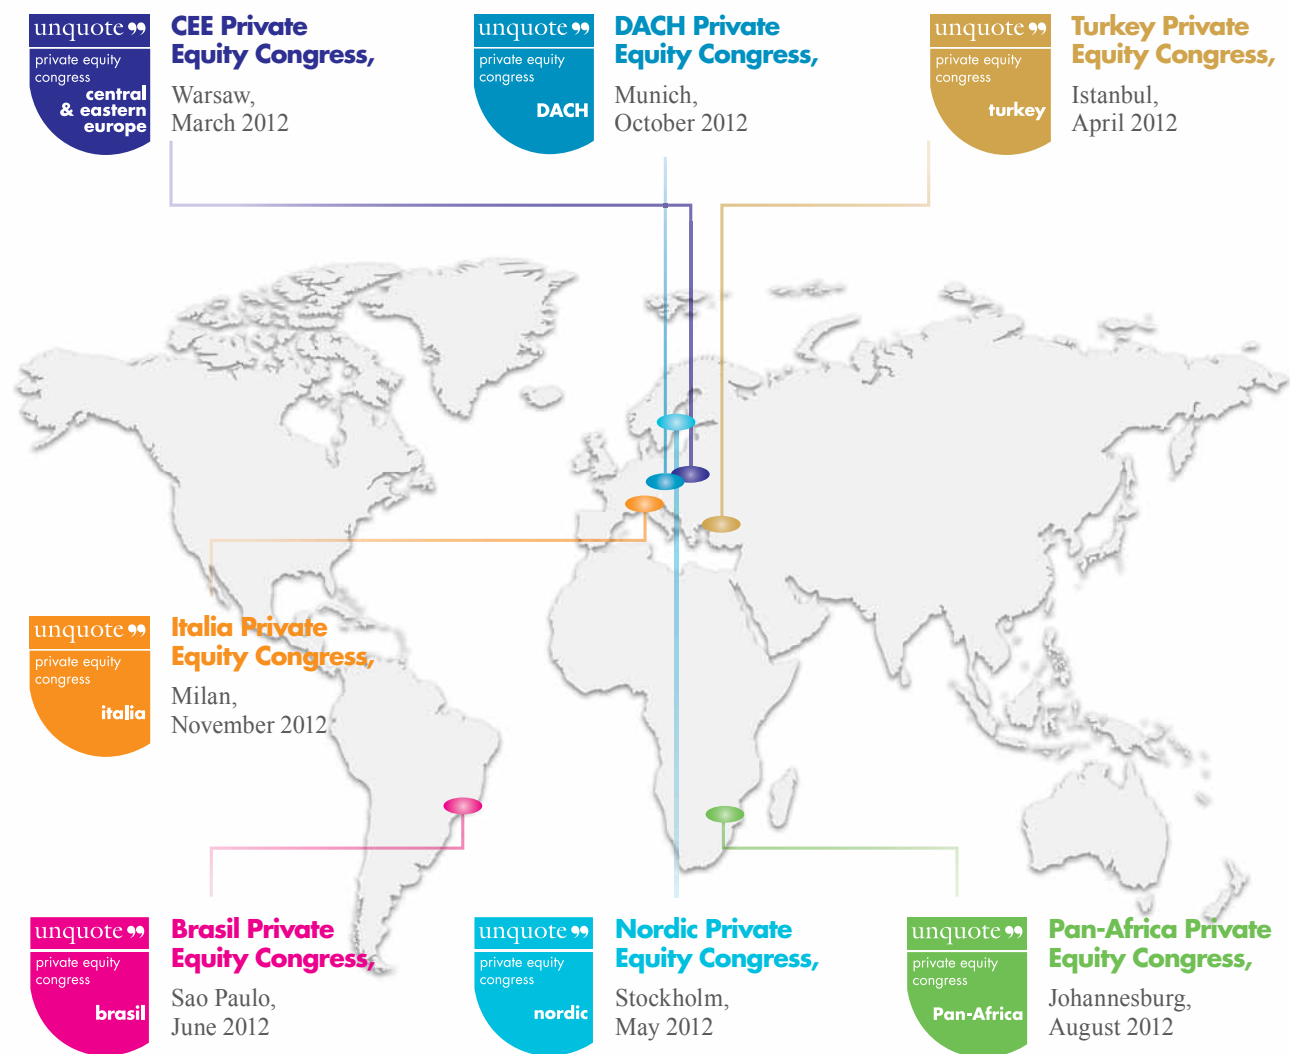 unquote”
private equity
congress
central
& eastern
europe
CEE Private
Equity Congress,
Warsaw,
March 2012
unquote”
private equity
congress
DACH
DACH Private
Equity Congress,
Munich,
October 2012
unquote”
private equity
congress
turkey
Turkey Private
Equity Congress,
Istanbul,
April 2012
unquote”
private equity
congress
italia
Italia Private
Equity Congress,
Milan,
November 2012
unquote”
private equity
congress
brasil
Brasil Private
Equity Congress,
Sao Paulo,
June 2012
unquote”
private equity
congress
nordic
Nordic Private
Equity Congress,
Stockholm,
May 2012
unquote”
private equity
congress
Pan-Africa
Pan-Africa Private
Equity Congress,
Johannesburg,
August 2012